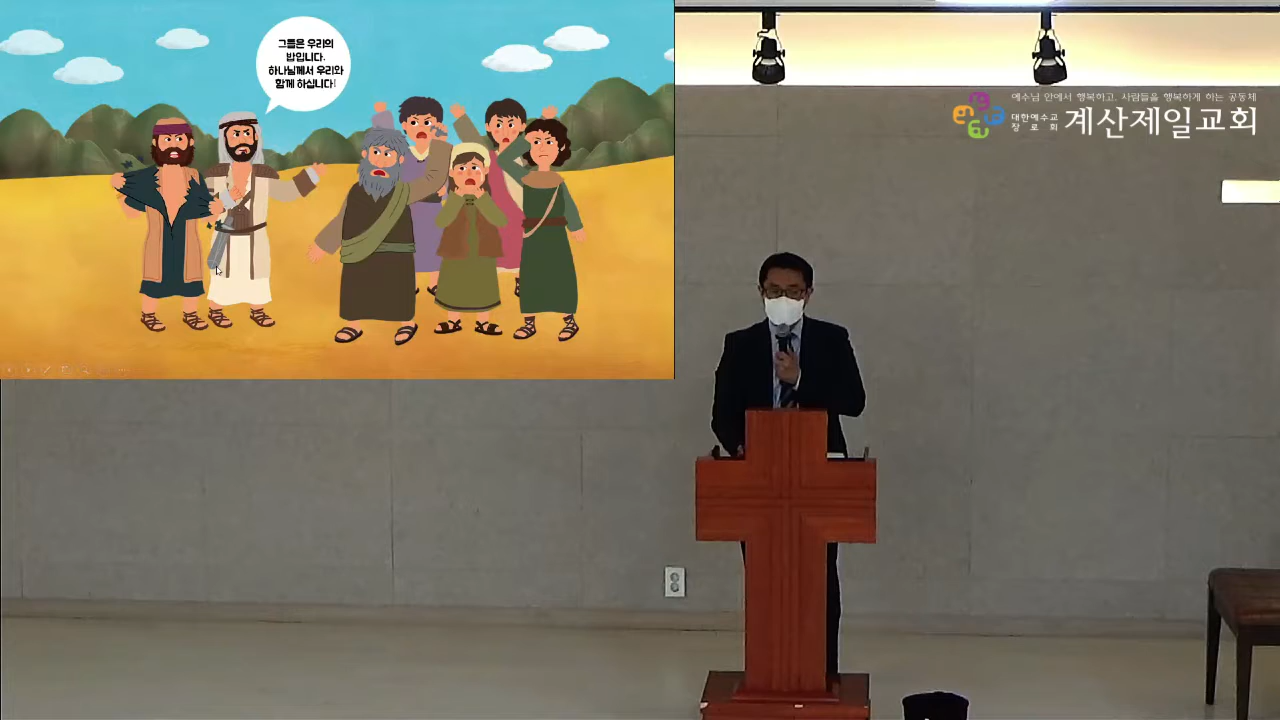 그들은 우리의
밥입니다.
하나님께서 우리와
함께 하십니다!
예수님 안에서 행복하고, 사람들을 행복하게 하는 공동체
대한예수교
장로회
계산제일교회